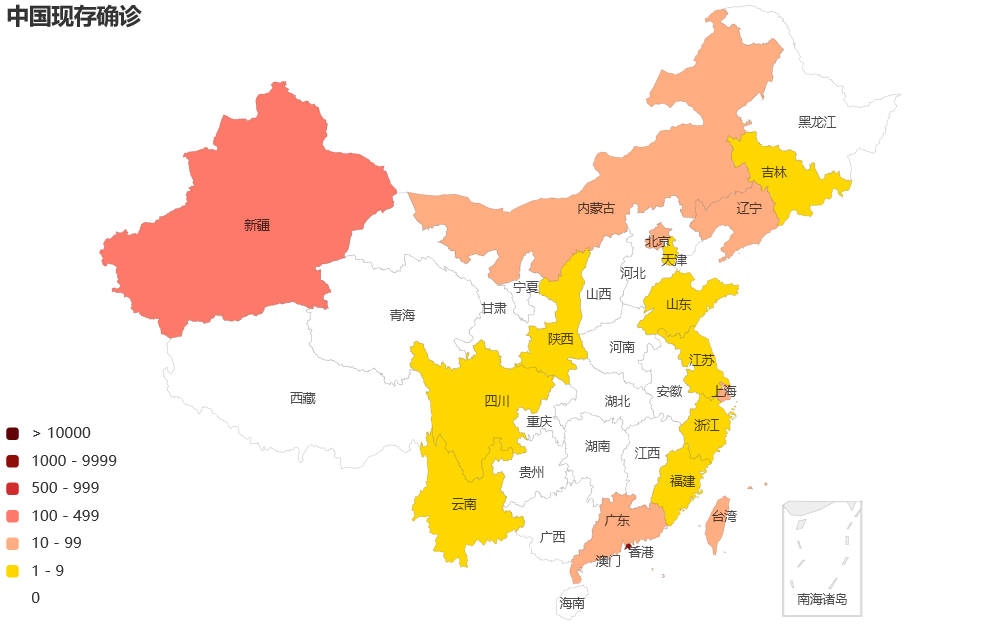 中国现存确诊
黑龙江
吉林
辽宁
内蒙古
新疆
北京
天津
河北
宁夏
山西
山东
甘肃
青海
陕西
河南
江苏
上海
安徽
西藏
四川
湖北
重庆
浙江
湖南
江西
贵州
福建
云南
广东
台湾
广西
香港
澳门
海南
南海诸岛
> 10000
1000 - 9999
500 - 999
100 - 499
10 - 99
1 - 9
0